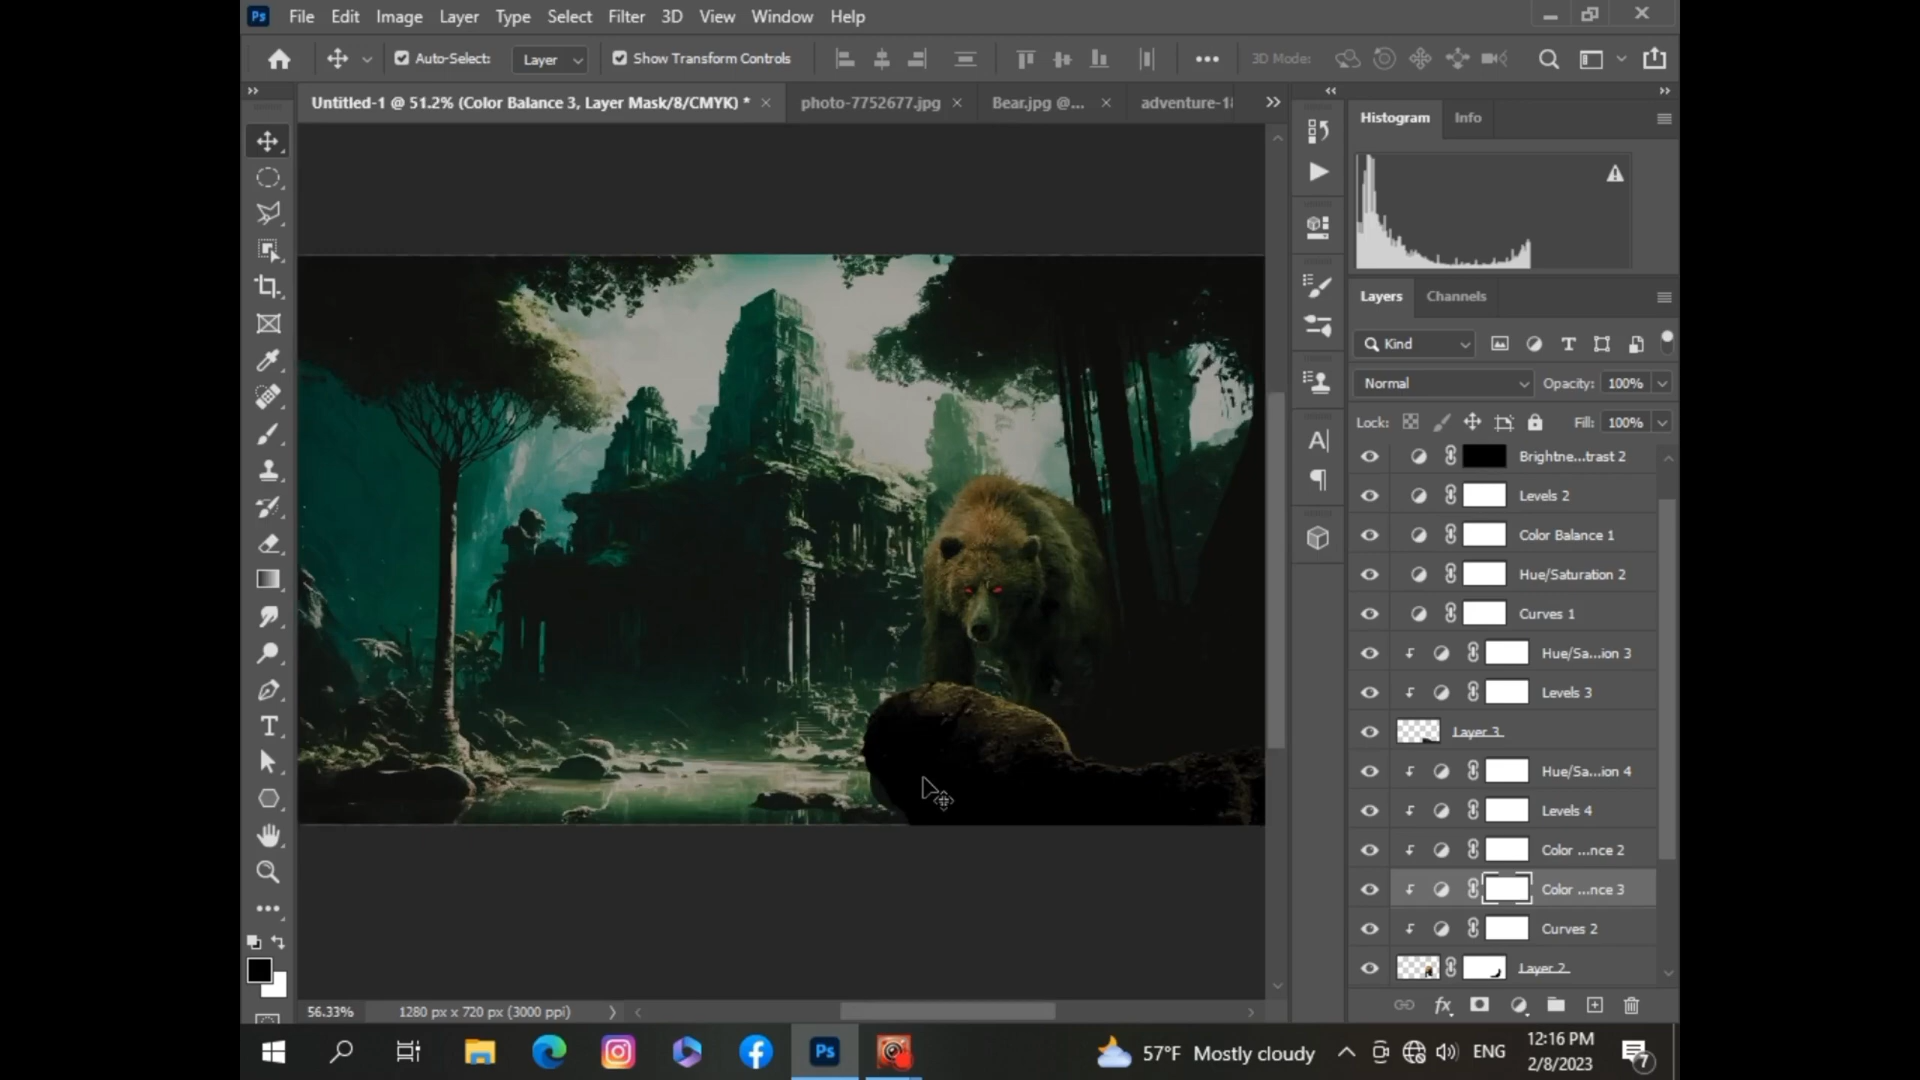 Ps File Edit Image Layer Type Select Filter 3D View Window Help
Auto-Select: Layer Show Transform Controls 3D Mode:
Untitled-1 @ 51.2% (Color Balance 3, Layer Mask/8/CMYK) * photo-7752677.jpg Bear.jpg @... adventure-1
Histogram Info
Layers Channels
Kind
Normal Opacity: 100%
Lock: Fill: 100%
Brightne...trast 2
Levels 2
Color Balance 1
Hue/Saturation 2
Curves 1
Hue/Sa...ion 3
Levels 3
Layer 3
Hue/Sa...ion 4
Levels 4
Color ...nce 2
Color ...nce 3
Curves 2
Layer 2
fx
56.33% 1280 px x 720 px (3000 ppi)
Ps 57°F Mostly cloudy ENG 12:16 PM
2/8/2023 7